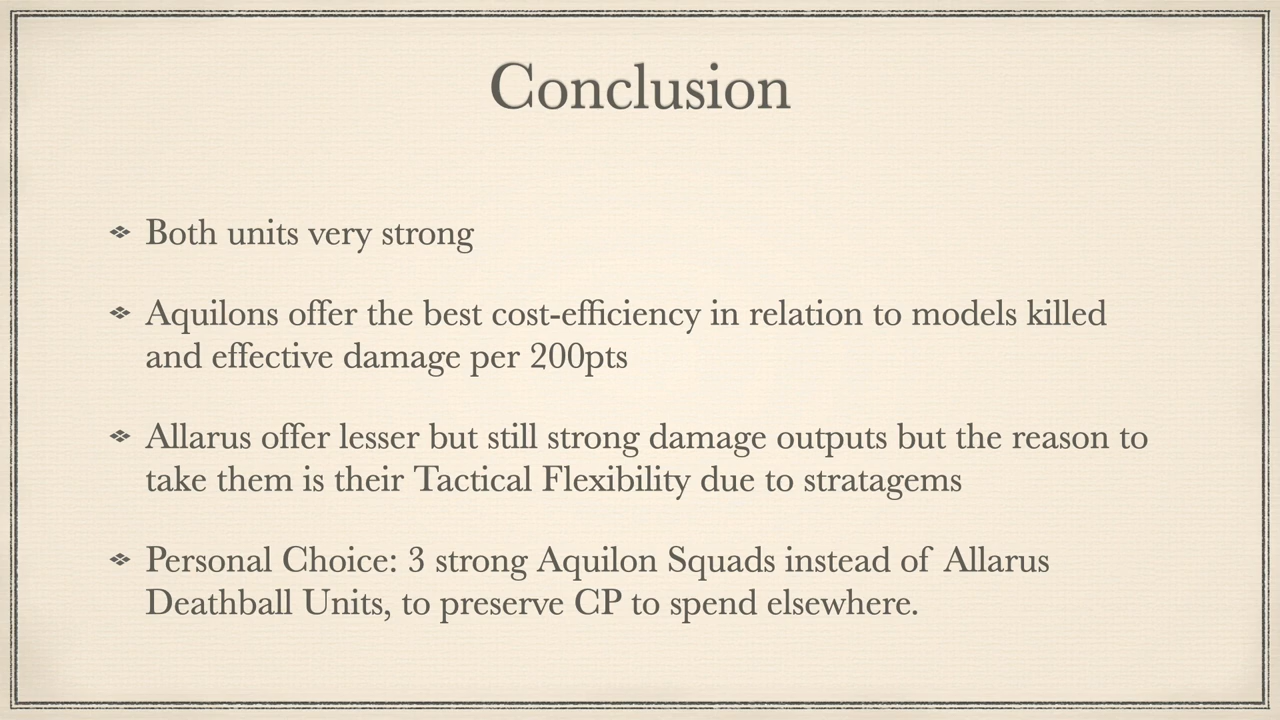 Conclusion
Both units very strong
Aquilons offer the best cost-efficiency in relation to models killed
and effective damage per 200pts
Allarus offer lesser but still strong damage outputs but the reason to
take them is their Tactical Flexibility due to stratagems
Personal Choice: 3 strong Aquilon Squads instead of Allarus
Deathball Units, to preserve CP to spend elsewhere.